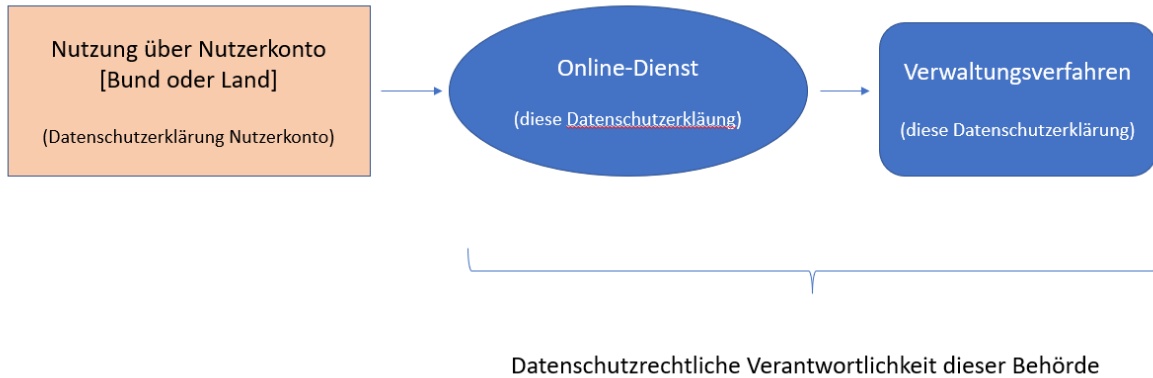 Nutzung über Nutzerkonto
[Bund oder Land]
(Datenschutzerklärung Nutzerkonto)
Online-Dienst
(diese Datenschutzerkläung)
Verwaltungsverfahren
(diese Datenschutzerklärung)
Datenschutzrechtliche Verantwortlichkeit dieser Behörde